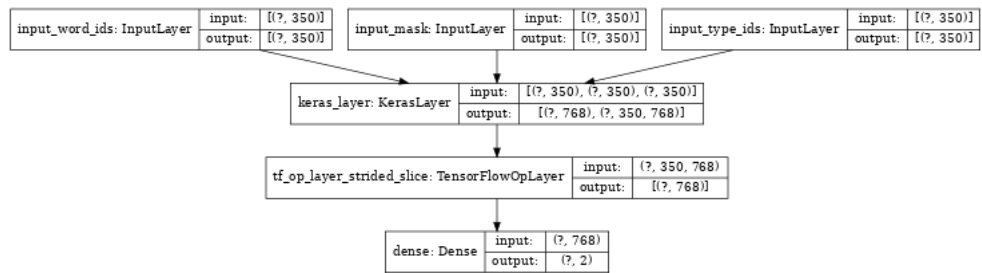 input_word_ids: InputLayer input: [(?, 350)] output: [(?, 350)]
input_mask: InputLayer input: [(?, 350)] output: [(?, 350)]
input_type_ids: InputLayer input: [(?, 350)] output: [(?, 350)]
keras_layer: KerasLayer input: [(?, 350), (?, 350), (?, 350)] output: [(?, 768), (?, 350, 768)]
tf_op_layer_strided_slice: TensorFlowOpLayer input: (?, 350, 768) output: [(?, 768)]
dense: Dense input: (?, 768) output: (?, 2)